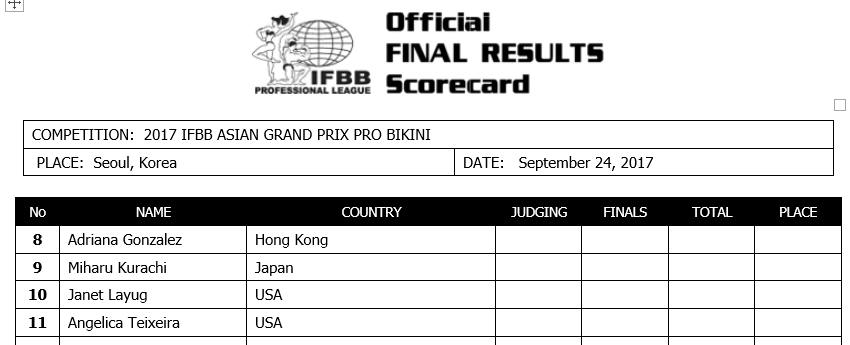 Official
FINAL RESULTS
Scorecard
IFBB
PROFESSIONAL LEAGUE
COMPETITION: 2017 IFBB ASIAN GRAND PRIX PRO BIKINI
PLACE: Seoul, Korea DATE: September 24, 2017
No NAME COUNTRY JUDGING FINALS TOTAL PLACE
8 Adriana Gonzalez Hong Kong
9 Miharu Kurachi Japan
10 Janet Layug USA
11 Angelica Teixeira USA